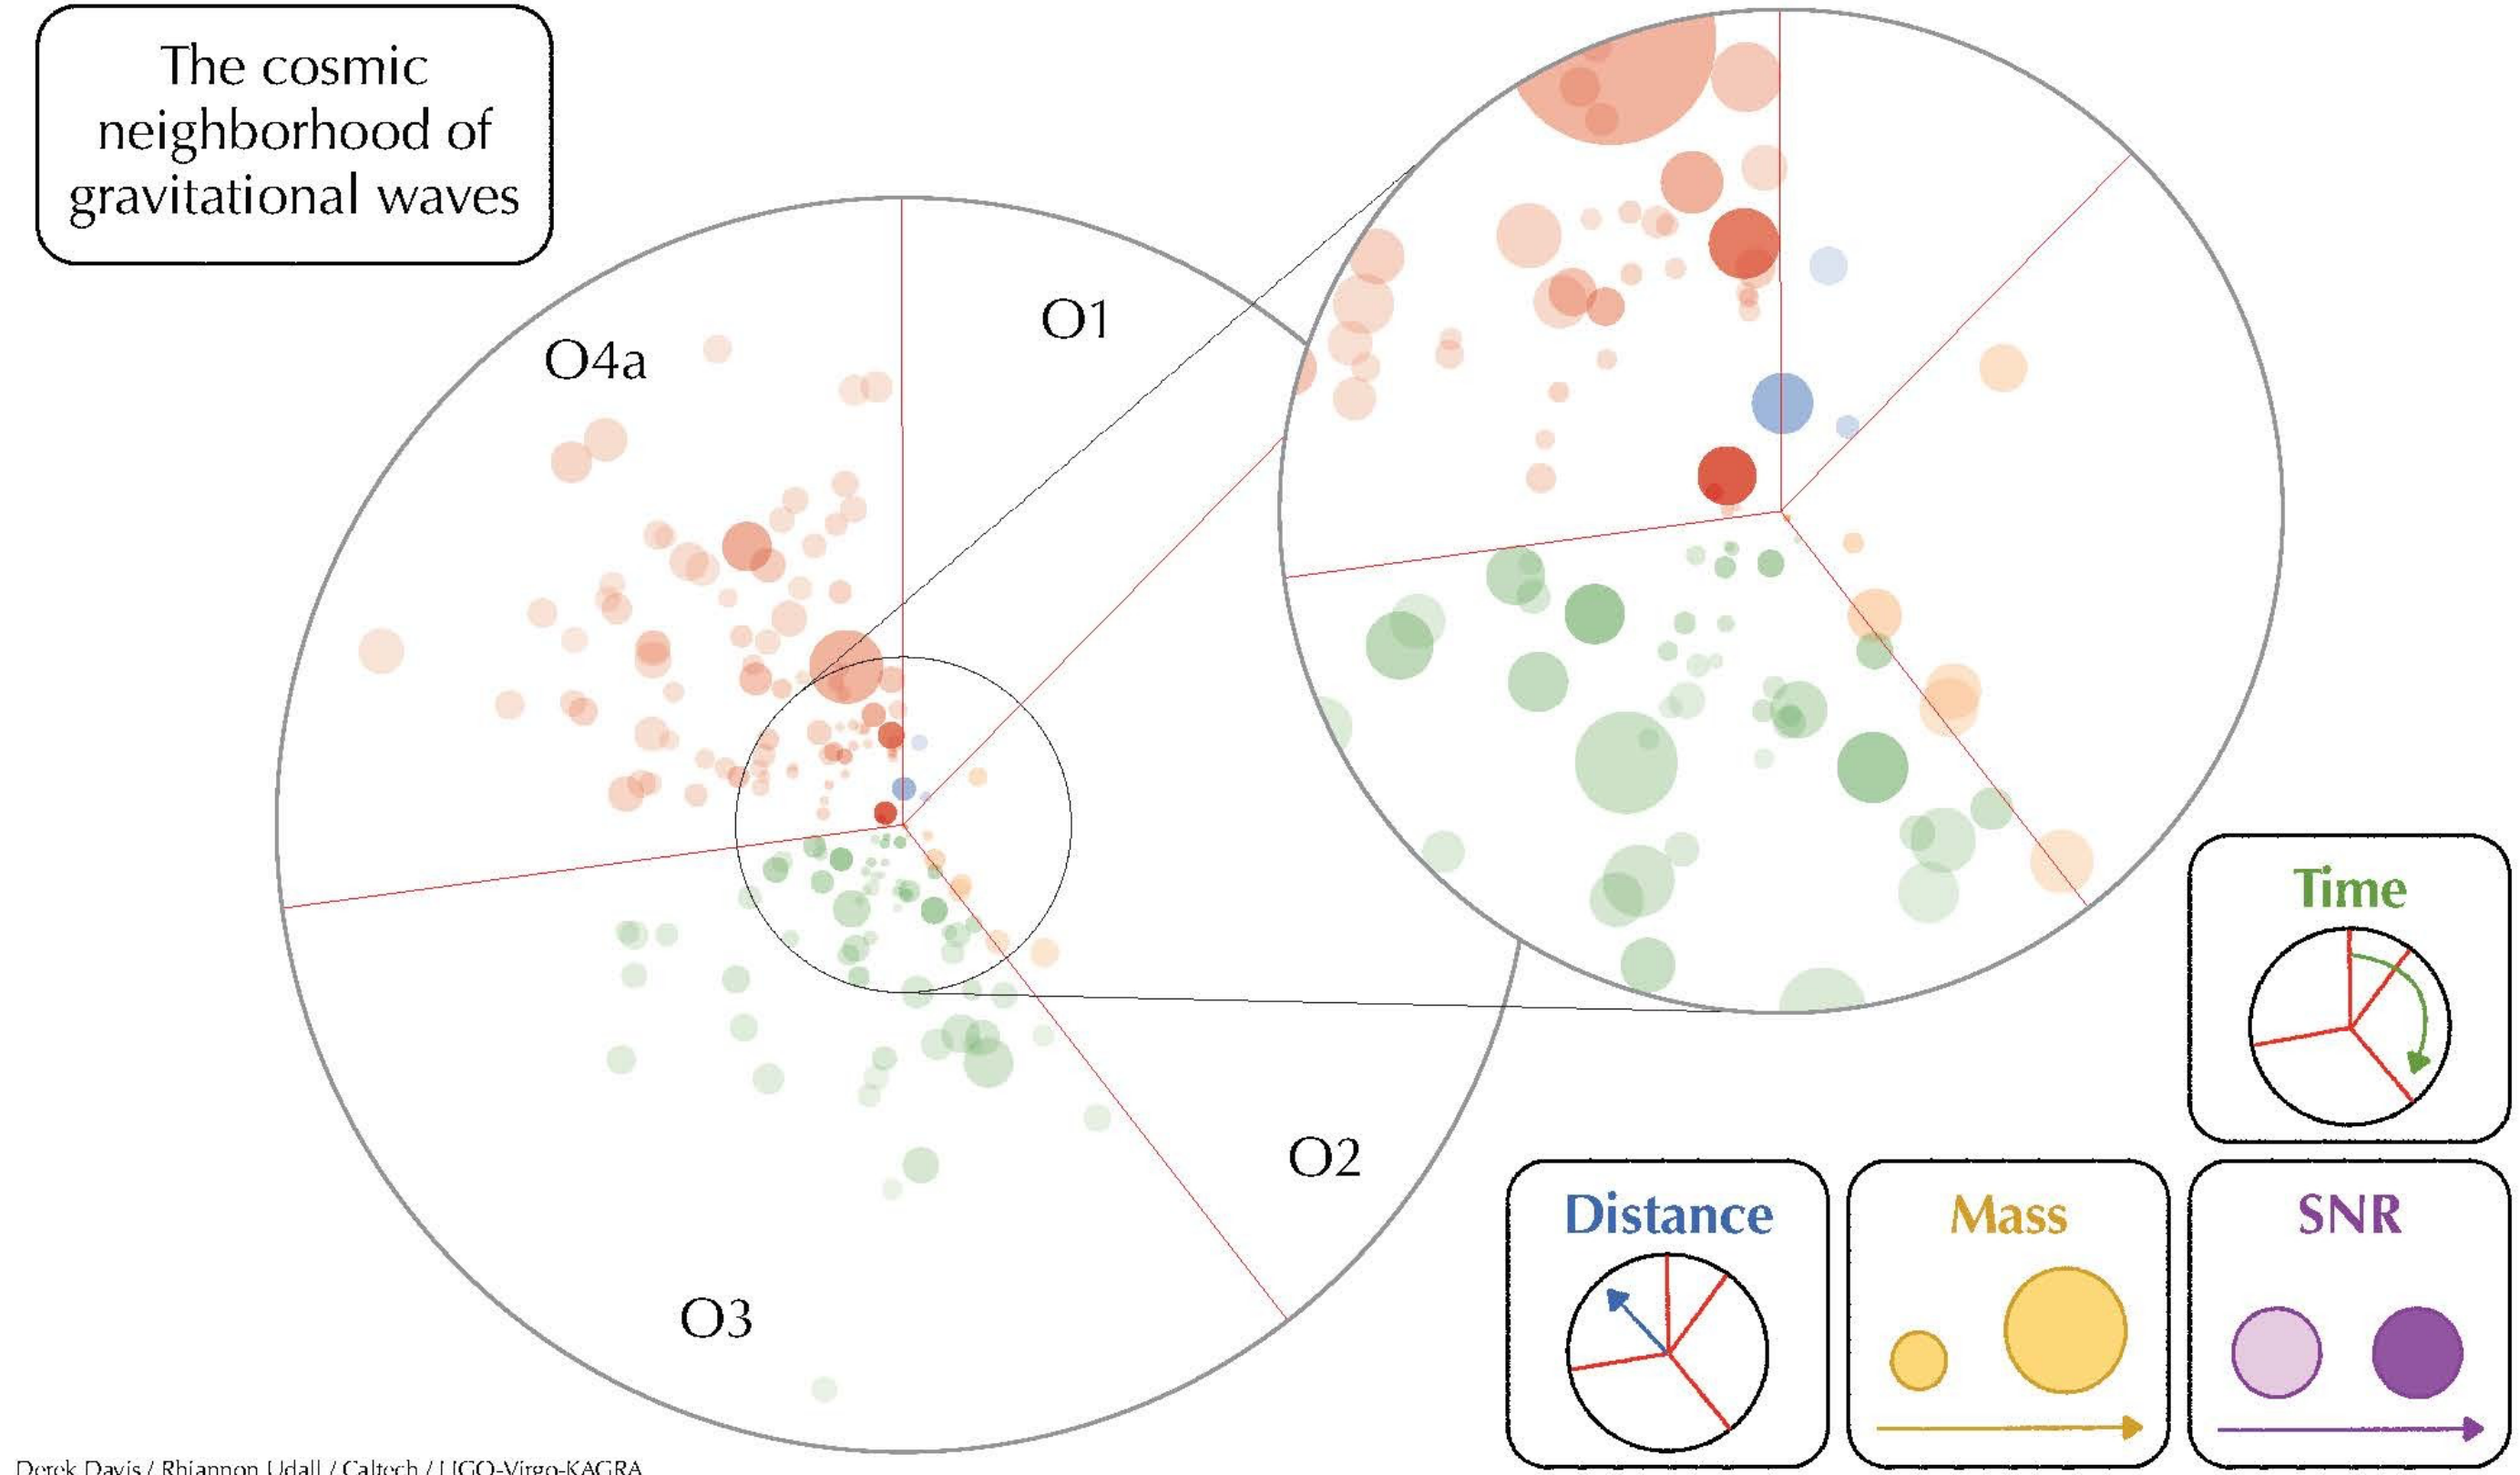 The cosmic
neighborhood of
gravitational waves
O4a
O1
O2
O3
Time
Distance
Mass
SNR
Derek Davis / Rhiannon Udall / Caltech / LIGO-Virgo-KAGRA